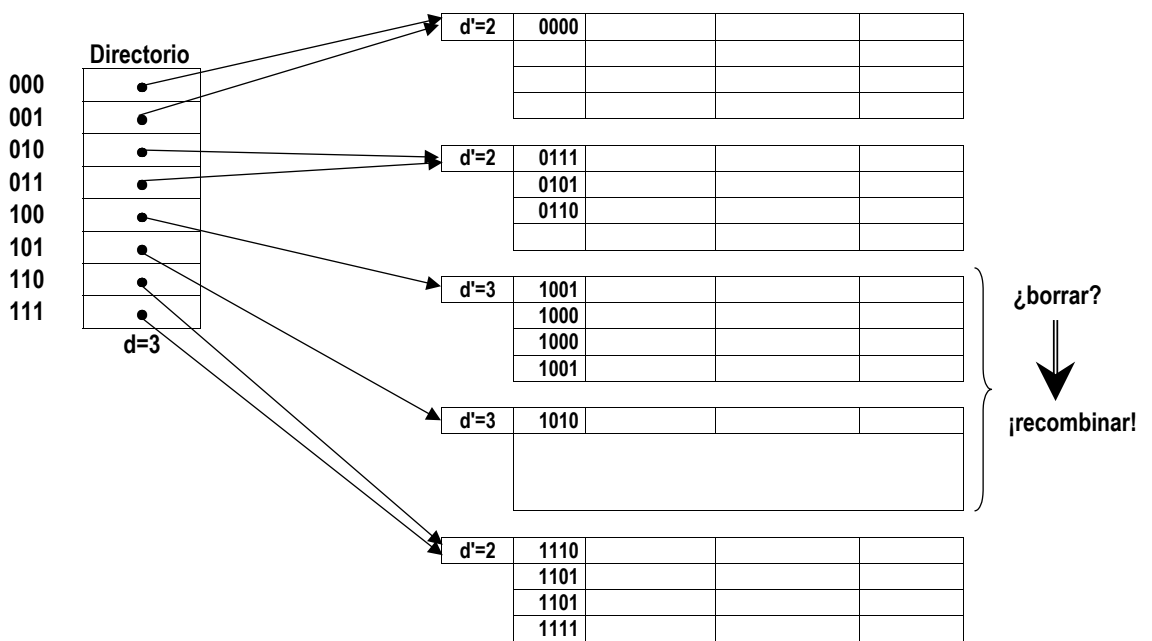 Directorio
000
001
010
011
100
101
110
111
d=3
d'=2 0000
d'=2 0111
0101
0110
d'=3 1001
1000
1000
1001
d'=3 1010
d'=2 1110
1101
1101
1111
¿borrar?
¡recombinar!